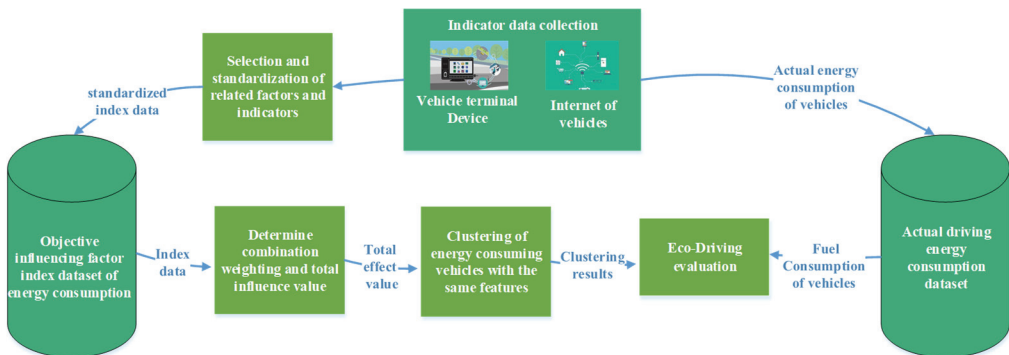 Indicator data collection
Vehicle terminal
Device
Internet of
vehicles
Selection and
standardization of
related factors and
indicators
standardized
index data
Actual energy
consumption
of vehicles
Objective
influencing factor
index dataset of
energy consumption
Index
data
Determine
combination
weighting and total
influence value
Total
effect
value
Clustering of
energy consuming
vehicles with the
same features
Clustering
results
Eco-Driving
evaluation
Fuel
Consumption
of vehicles
Actual driving
energy
consumption
dataset